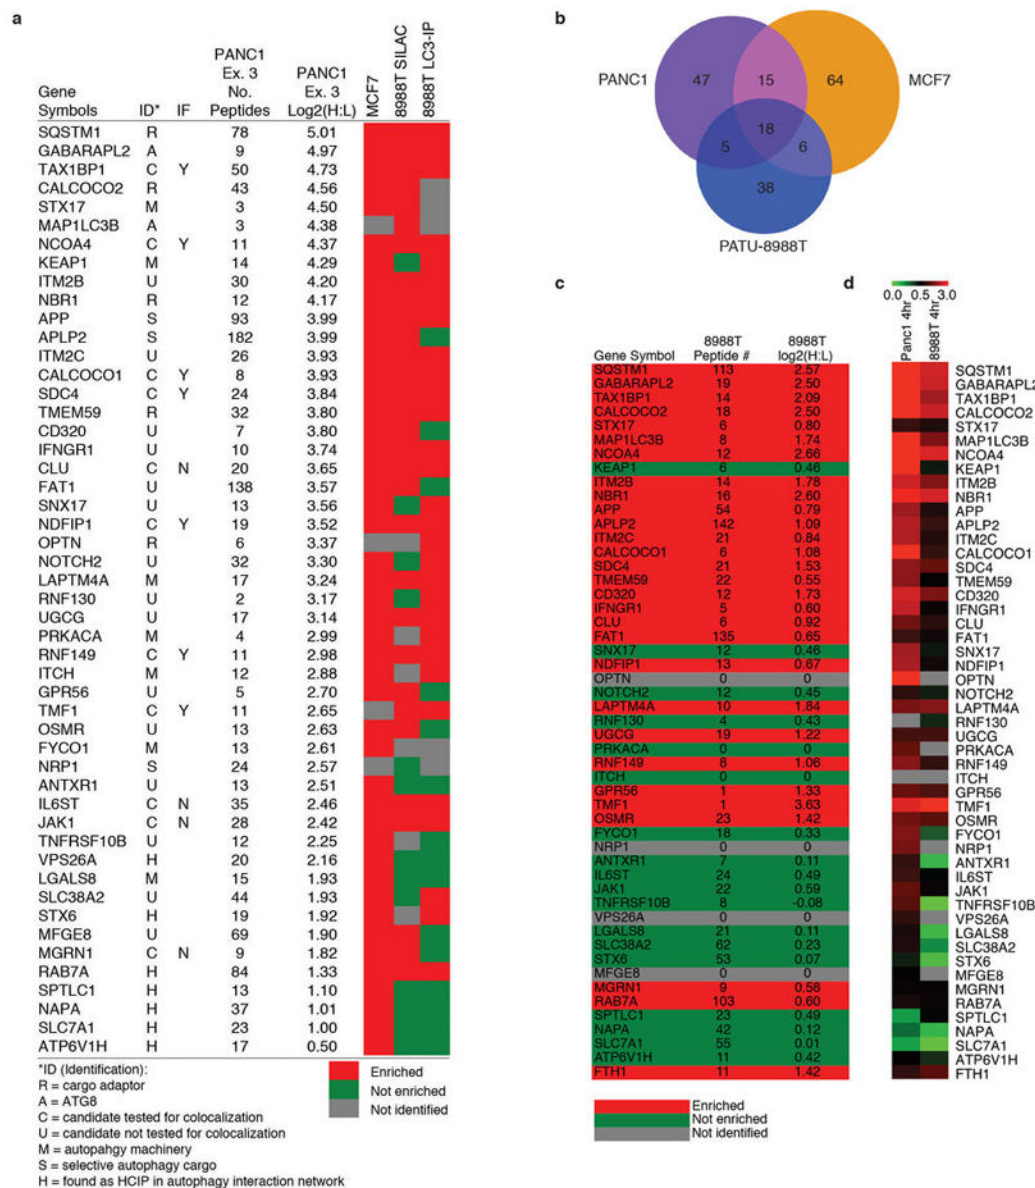 a
Gene Symbols ID* IF PANC1 Ex. 3 No. Peptides PANC1 Ex. 3 Log2(H:L) MCF7 8988T SILAC 8988T LC3-IP
SQSTM1 R 78 5.01
GABARAPL2 A 9 4.97
TAX1BP1 C Y 50 4.73
CALCOCO2 R 43 4.56
STX17 M 3 4.50
MAP1LC3B A 3 4.38
NCOA4 C Y 11 4.37
KEAP1 M 14 4.29
ITM2B U 30 4.20
NBR1 R 12 4.17
APP S 93 3.99
APLP2 S 182 3.99
ITM2C U 26 3.93
CALCOCO1 C Y 8 3.93
SDC4 C Y 24 3.84
TMEM59 R 32 3.80
CD320 U 7 3.80
IFNGR1 U 10 3.74
CLU C N 20 3.65
FAT1 U 138 3.57
SNX17 U 13 3.56
NDFIP1 C Y 19 3.52
OPTN R 6 3.37
NOTCH2 U 32 3.30
LAPTM4A M 17 3.24
RNF130 U 2 3.17
UGCG U 17 3.14
PRKACA M 4 2.99
RNF149 C Y 11 2.98
ITCH M 12 2.88
GPR56 U 5 2.70
TMF1 C Y 11 2.65
OSMR U 13 2.63
FYCO1 M 13 2.61
NRP1 S 24 2.57
ANTXR1 U 13 2.51
IL6ST C N 35 2.46
JAK1 C N 28 2.42
TNFRSF10B U 12 2.25
VPS26A H 20 2.16
LGALS8 M 15 1.93
SLC38A2 U 44 1.93
STX6 H 19 1.92
MFGE8 U 69 1.90
MGRN1 C N 9 1.82
RAB7A H 84 1.33
SPTLC1 H 13 1.10
NAPA H 37 1.01
SLC7A1 H 23 1.00
ATP6V1H H 17 0.50
*ID (Identification):
R = cargo adaptor
A = ATG8
C = candidate tested for colocalization
U = candidate not tested for colocalization
M = autopahgy machinery
S = selective autophagy cargo
H = found as HCIP in autophagy interaction network
Enriched
Not enriched
Not identified
b
PANC1
MCF7
PATU-8988T
47 15 64
18
5 6
38
c
Gene Symbol 8988T Peptide # 8988T log2(H:L)
SQSTM1 113 2.57
GABARAPL2 19 2.50
TAX1BP1 14 2.09
CALCOCO2 18 2.50
STX17 6 0.80
MAP1LC3B 8 1.74
NCOA4 12 2.66
KEAP1 6 0.46
ITM2B 14 1.78
NBR1 16 2.60
APP 54 0.79
APLP2 142 1.09
ITM2C 21 0.84
CALCOCO1 6 1.08
SDC4 21 1.53
TMEM59 22 0.55
CD320 12 1.73
IFNGR1 5 0.60
CLU 6 0.92
FAT1 135 0.65
SNX17 12 0.46
NDFIP1 13 0.67
OPTN 0 0
NOTCH2 12 0.45
LAPTM4A 10 1.84
RNF130 4 0.43
UGCG 19 1.22
PRKACA 0 0
RNF149 8 1.06
ITCH 0 0
GPR56 1 1.33
TMF1 1 3.63
OSMR 23 1.42
FYCO1 18 0.33
NRP1 0 0
ANTXR1 7 0.11
IL6ST 24 0.49
JAK1 22 0.59
TNFRSF10B 8 -0.08
VPS26A 0 0
LGALS8 21 0.11
SLC38A2 62 0.23
STX6 53 0.07
MFGE8 0 0
MGRN1 9 0.58
RAB7A 103 0.60
SPTLC1 23 0.49
NAPA 42 0.12
SLC7A1 55 0.01
ATP6V1H 11 0.42
FTH1 11 1.42
Enriched
Not enriched
Not identified
d
0.0 0.5 3.0
Panc1 4hr
8988T 4hr
SQSTM1
GABARAPL2
TAX1BP1
CALCOCO2
STX17
MAP1LC3B
NCOA4
KEAP1
ITM2B
NBR1
APP
APLP2
ITM2C
CALCOCO1
SDC4
TMEM59
CD320
IFNGR1
CLU
FAT1
SNX17
NDFIP1
OPTN
NOTCH2
LAPTM4A
RNF130
UGCG
PRKACA
RNF149
ITCH
GPR56
TMF1
OSMR
FYCO1
NRP1
ANTXR1
IL6ST
JAK1
TNFRSF10B
VPS26A
LGALS8
SLC38A2
STX6
MFGE8
MGRN1
RAB7A
SPTLC1
NAPA
SLC7A1
ATP6V1H
FTH1